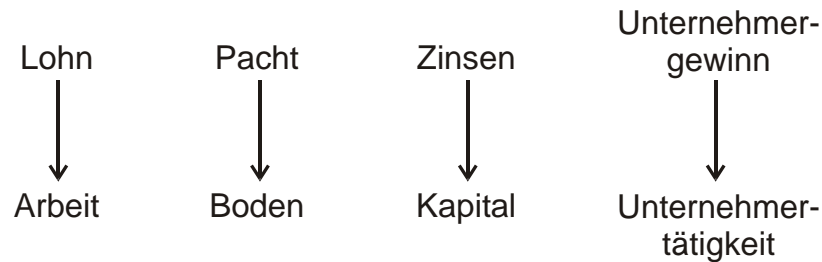 Lohn Pacht Zinsen Unternehmer-
gewinn
Arbeit Boden Kapital Unternehmer-
tätigkeit